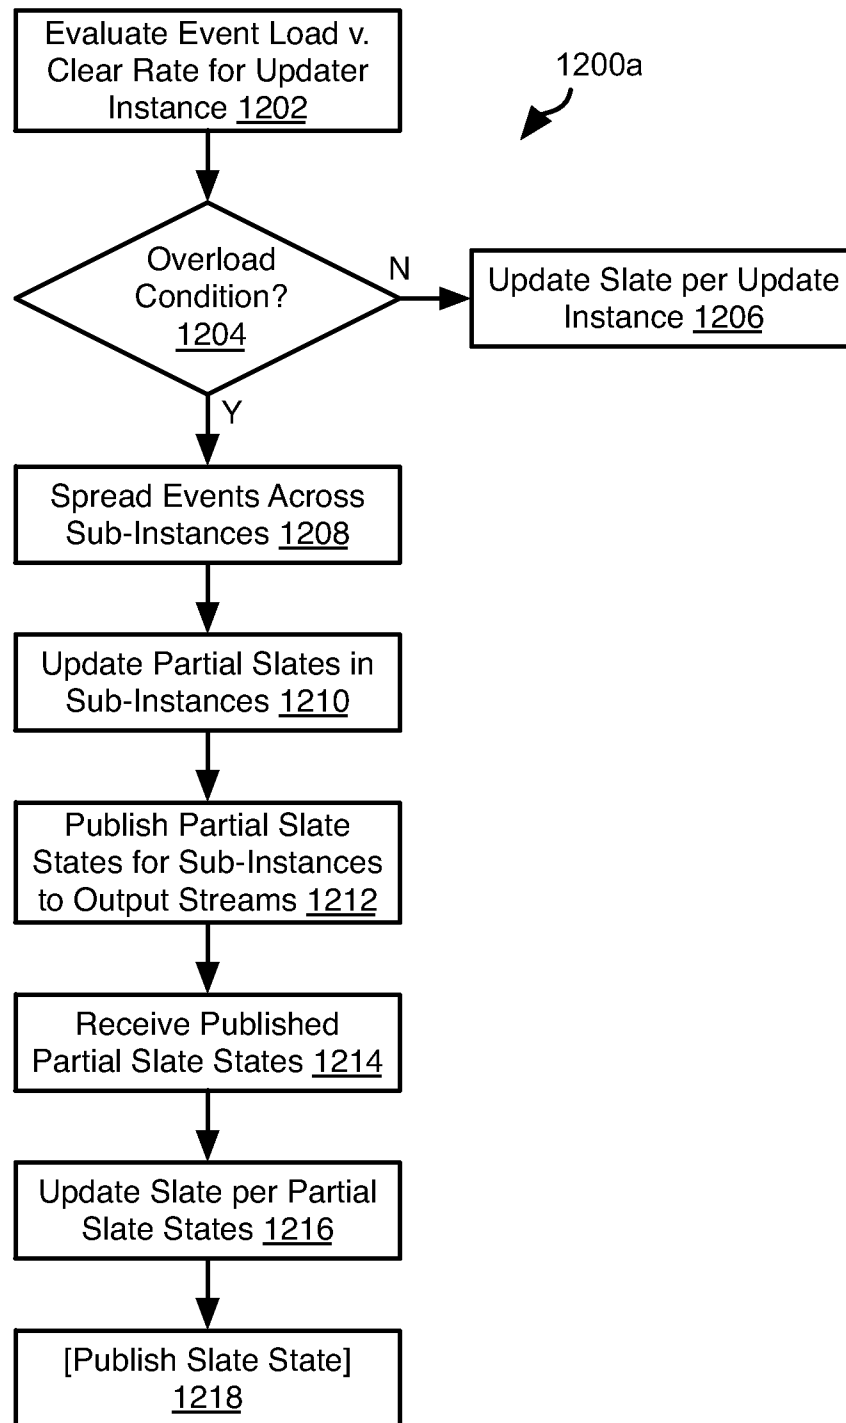 Evaluate Event Load v.
Clear Rate for Updater
Instance 1202
1200a
Overload
Condition?
1204
N
Update Slate per Update
Instance 1206
Y
Spread Events Across
Sub-Instances 1208
Update Partial Slates in
Sub-Instances 1210
Publish Partial Slate
States for Sub-Instances
to Output Streams 1212
Receive Published
Partial Slate States 1214
Update Slate per Partial
Slate States 1216
[Publish Slate State]
1218